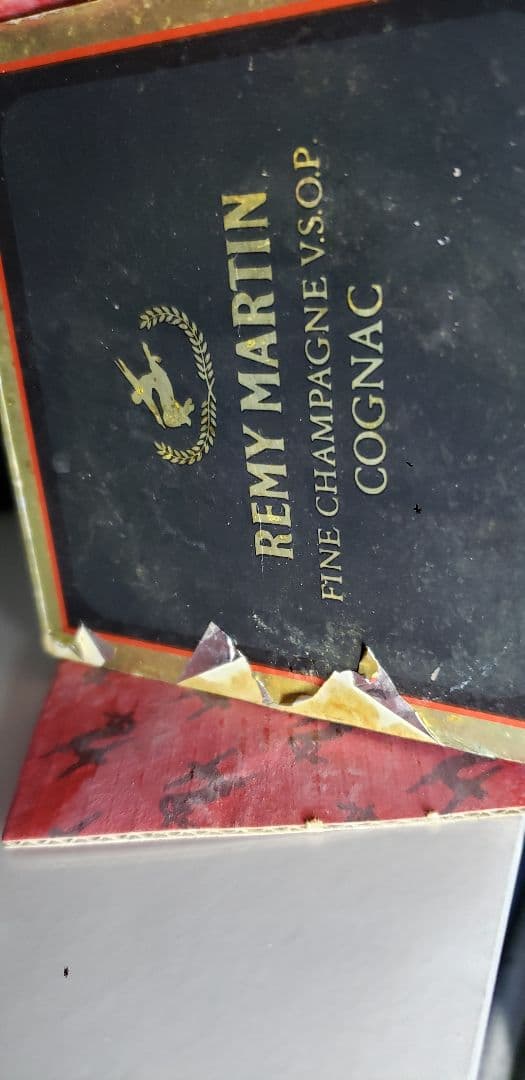 REMY MARTIN
FINE CHAMPAGNE V.S.O.P.
COGNAC